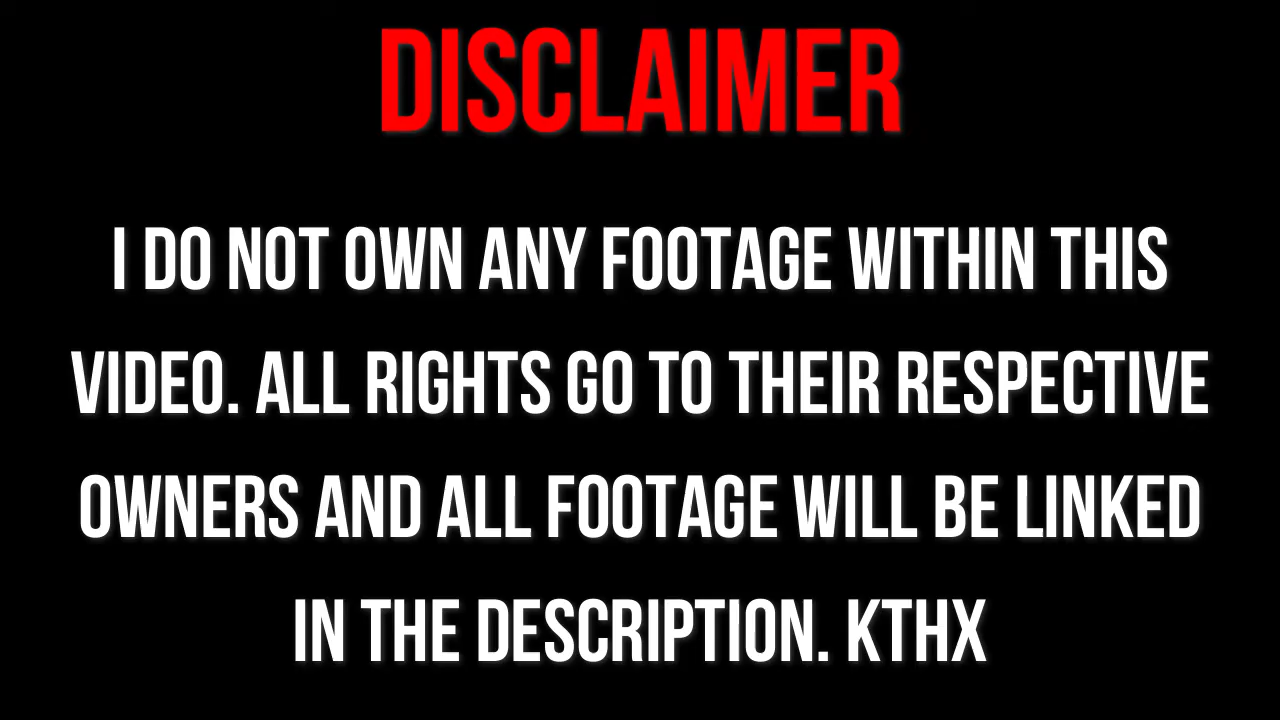 DISCLAIMER
I DO NOT OWN ANY FOOTAGE WITHIN THIS
VIDEO. ALL RIGHTS GO TO THEIR RESPECTIVE
OWNERS AND ALL FOOTAGE WILL BE LINKED
IN THE DESCRIPTION. KTHX